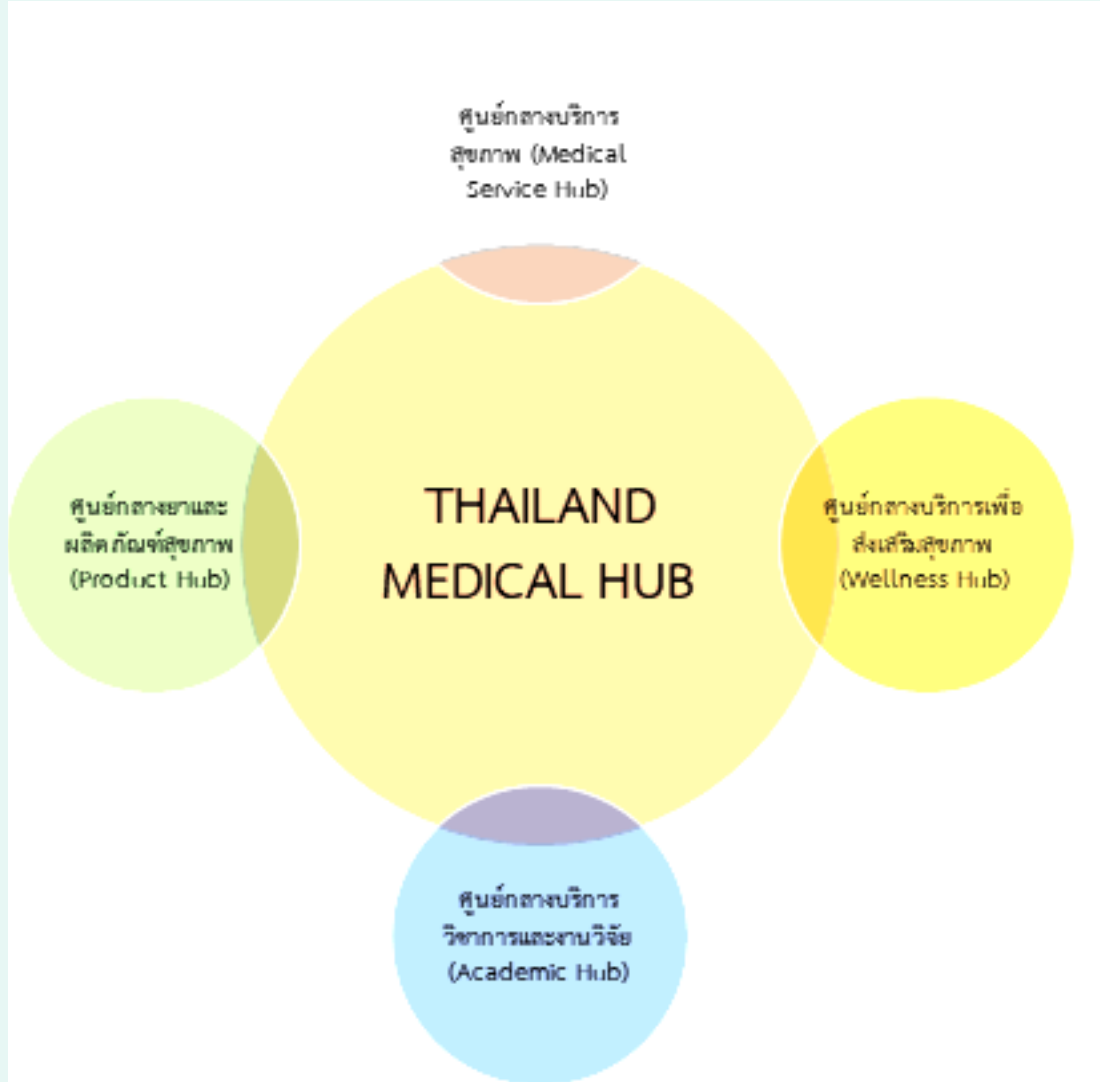 ศูนย์กลางบริการ
สุขภาพ (Medical
Service Hub)
ศูนย์กลางยาและ
ผลิตภัณฑ์สุขภาพ
(Product Hub)
THAILAND
MEDICAL HUB
ศูนย์กลางบริการเพื่อ
ส่งเสริมสุขภาพ
(Wellness Hub)
ศูนย์กลางบริการ
วิชาการและงานวิจัย
(Academic Hub)